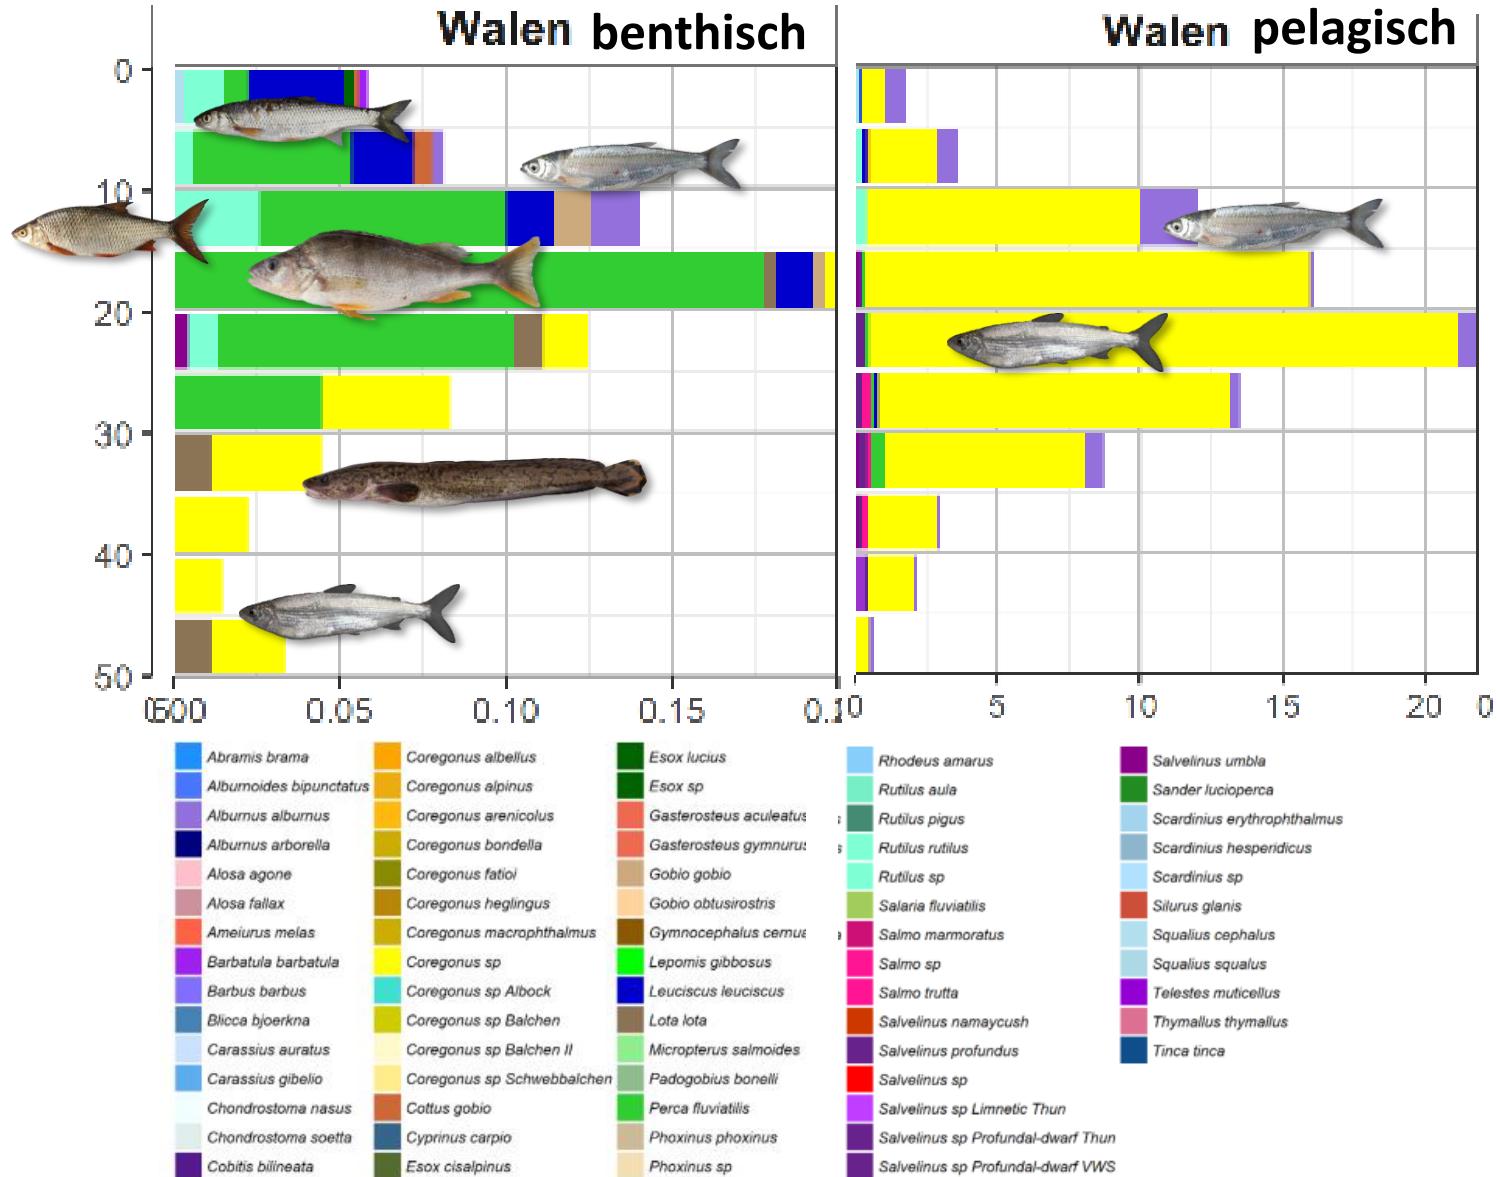 Walen benthisch
Walen pelagisch
0
10
20
30
40
50
0.05
0.10
0.15
0
5
10
15
20
0
Abramis brama
Alburnoides bipunctatus
Alburnus alburnus
Alburnus arborella
Alosa agone
Alosa fallax
Ameiurus melas
Barbatula barbatula
Barbus barbus
Blicca bjoerkna
Carassius auratus
Carassius gibelio
Chondrostoma nasus
Chondrostoma soetta
Cobitis bilineata
Coregonus albellus
Coregonus alpinus
Coregonus arenicolus
Coregonus bondella
Coregonus fatioi
Coregonus heglingus
Coregonus macrophthalmus
Coregonus sp
Coregonus sp Albock
Coregonus sp Balchen
Coregonus sp Balchen II
Coregonus sp Schwebbalchen
Cottus gobio
Cyprinus carpio
Esox cisalpinus
Esox lucius
Esox sp
Gasterosteus aculeatus
Gasterosteus gymnurus
Gobio gobio
Gobio obtusirostris
Gymnocephalus cernua
Lepomis gibbosus
Leuciscus leuciscus
Lota lota
Micropterus salmoides
Padogobius bonelli
Perca fluviatilis
Phoxinus phoxinus
Phoxinus sp
Rhodeus amarus
Rutilus aula
Rutilus pigus
Rutilus rutilus
Rutilus sp
Salaria fluviatilis
Salmo marmoratus
Salmo sp
Salmo trutta
Salvelinus namaycush
Salvelinus profundus
Salvelinus sp
Salvelinus sp Limnetic Thun
Salvelinus sp Profundal-dwarf Thun
Salvelinus sp Profundal-dwarf VWS
Salvelinus umbla
Sander lucioperca
Scardinius erythrophthalmus
Scardinius hesperidicus
Scardinius sp
Silurus glanis
Squalius cephalus
Squalius squalus
Telestes muticellus
Thymallus thymallus
Tinca tinca